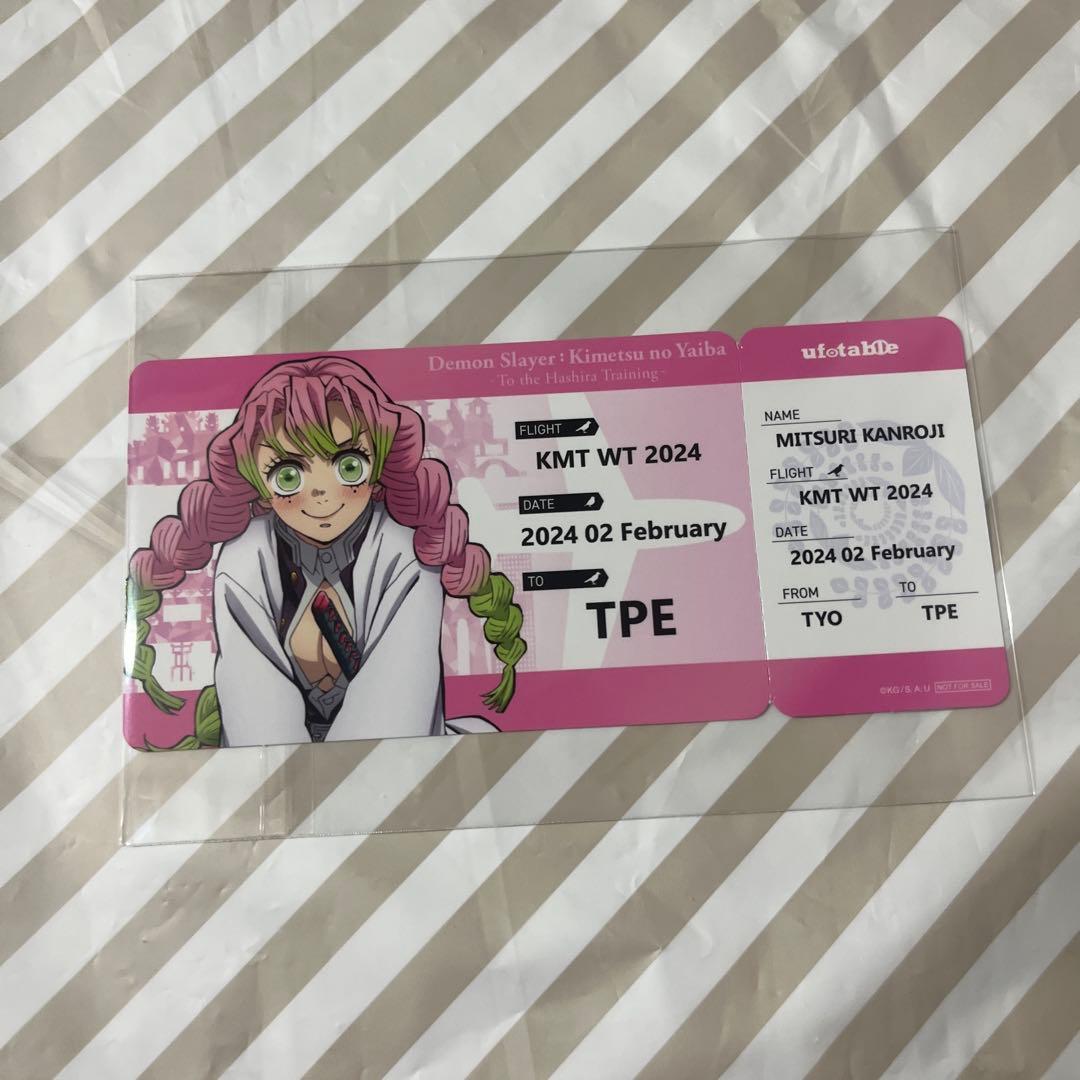 Demon Slayer : Kimetsu no Yaiba
-To the Hashira Training-
FLIGHT
KMT WT 2024
DATE
2024 02 February
TO
TPE
ufotable
NAME
MITSURI KANROJI
FLIGHT
KMT WT 2024
DATE
2024 02 February
FROM TO
TYO TPE
©KG/S, A, U NOT FOR SALE